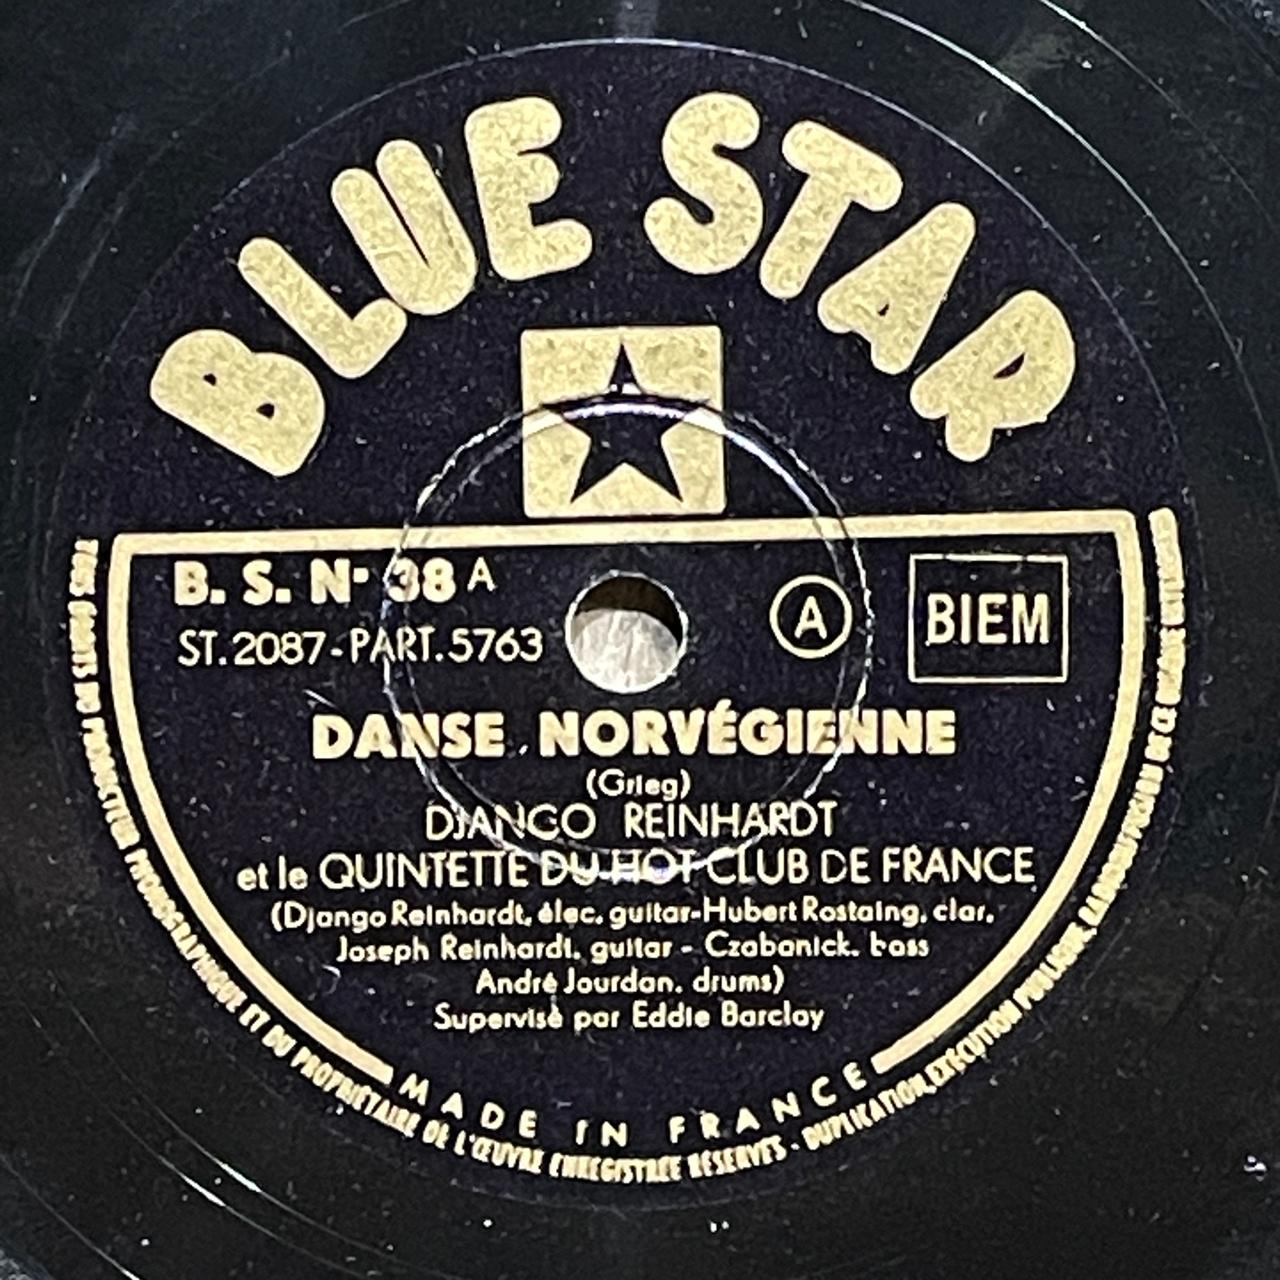 BLUE STAR
B. S. Nº 38 A
ST. 2087 - PART. 5763
A
BIEM
DANSE NORVÉGIENNE
(Grieg)
DJANGO REINHARDT
et le QUINTETTE DU HOT CLUB DE FRANCE
(Django Reinhardt. élec. guitar-Hubert Rostaing. clar.
Joseph Reinhardt. guitar - Czabanick. bass
André Jourdan. drums)
Supervisé par Eddie Barclay
MADE IN FRANCE
TOUS DROITS DU PRODUCTEUR PHONOGRAPHIQUE ET DU PROPRIÉTAIRE DE L'ŒUVRE ENREGISTRÉE RÉSERVÉS - DUPLIKATION, EXÉCUTION PUBLIQUE, RADIODIFFUSION DE CE DISQUE INTERDITES